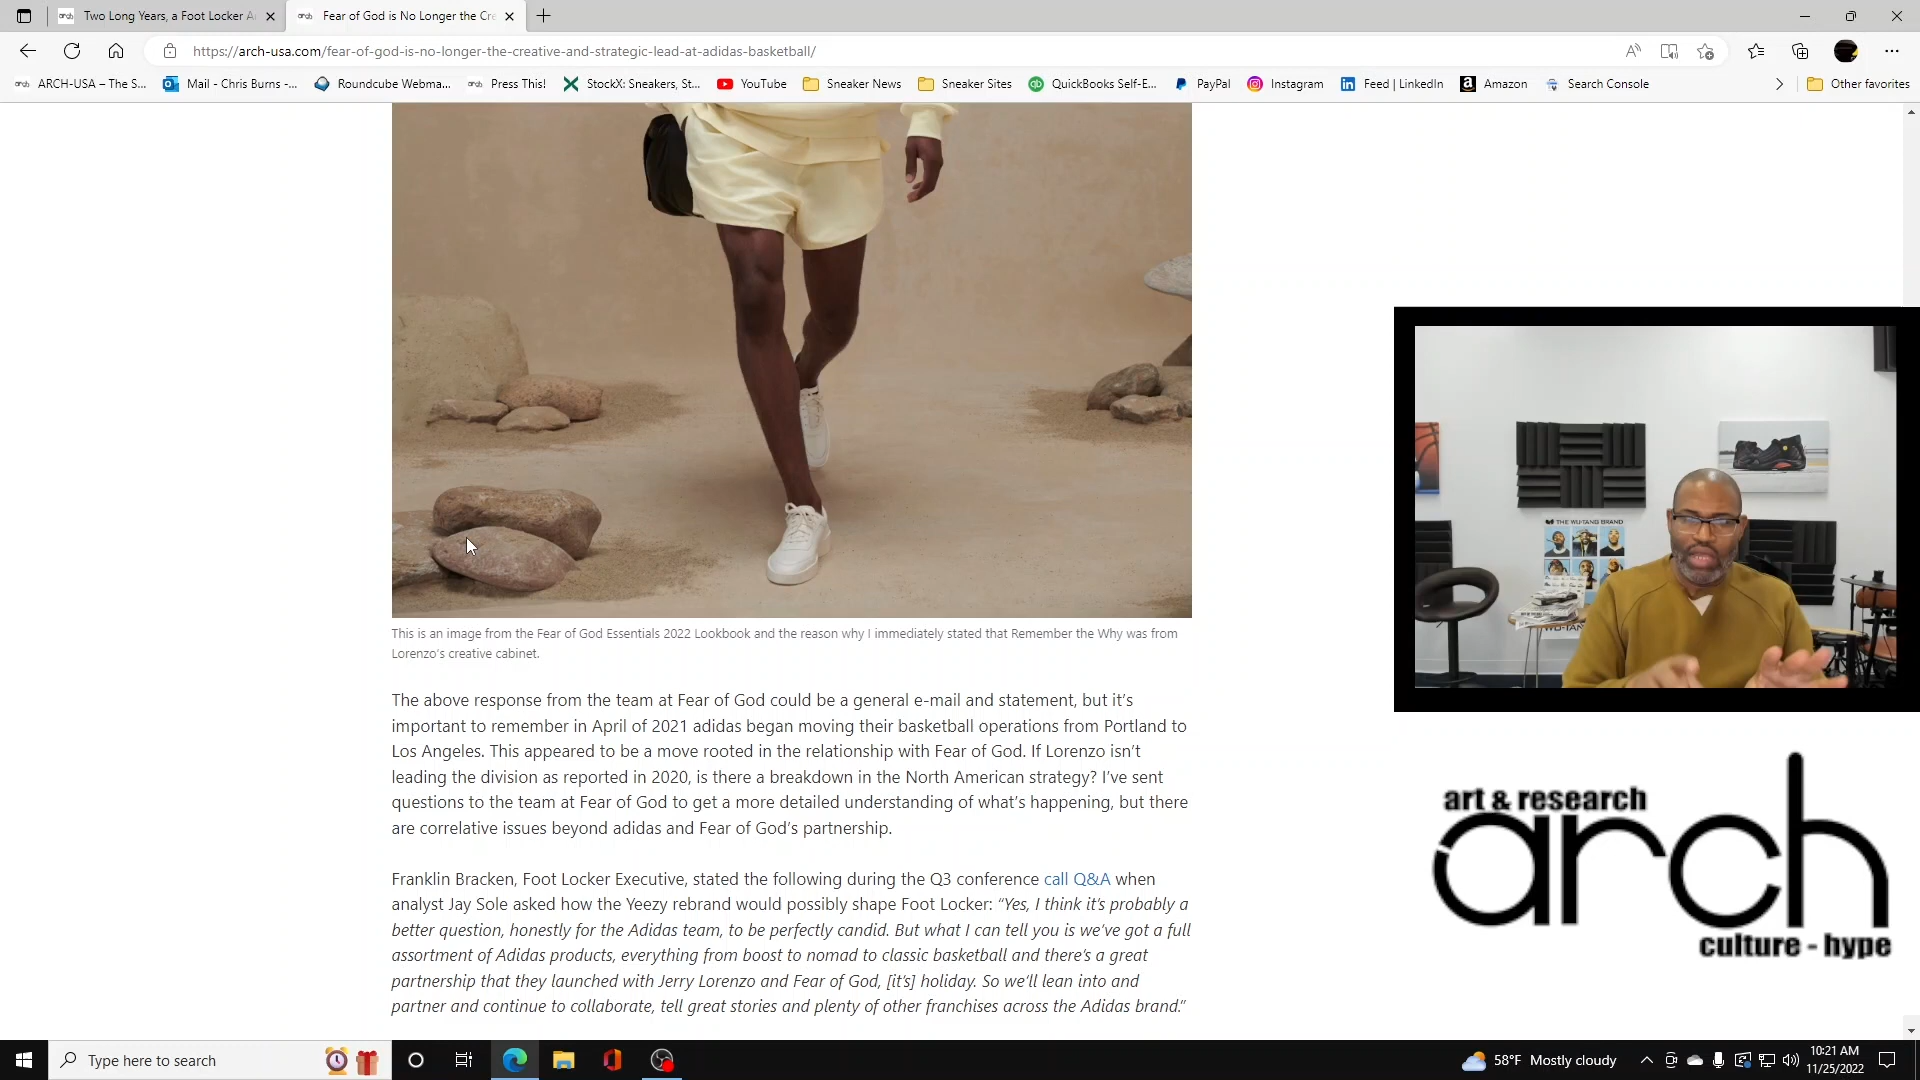 Two Long Years, a Foot Locker A
Fear of God is No Longer the Cre
https://arch-usa.com/fear-of-god-is-no-longer-the-creative-and-strategic-lead-at-adidas-basketball/
ARCH-USA – The S...
Mail - Chris Burns -...
Roundcube Webma...
Press This!
StockX: Sneakers, St...
YouTube
Sneaker News
Sneaker Sites
QuickBooks Self-E...
PayPal
Instagram
Feed | LinkedIn
Amazon
Search Console
Other favorites
This is an image from the Fear of God Essentials 2022 Lookbook and the reason why I immediately stated that Remember the Why was from
Lorenzo's creative cabinet.
The above response from the team at Fear of God could be a general e-mail and statement, but it's
important to remember in April of 2021 adidas began moving their basketball operations from Portland to
Los Angeles. This appeared to be a move rooted in the relationship with Fear of God. If Lorenzo isn't
leading the division as reported in 2020, is there a breakdown in the North American strategy? I've sent
questions to the team at Fear of God to get a more detailed understanding of what's happening, but there
are correlative issues beyond adidas and Fear of God's partnership.
Franklin Bracken, Foot Locker Executive, stated the following during the Q3 conference call Q&A when
analyst Jay Sole asked how the Yeezy rebrand would possibly shape Foot Locker: “Yes, I think it's probably a
better question, honestly for the Adidas team, to be perfectly candid. But what I can tell you is we've got a full
assortment of Adidas products, everything from boost to nomad to classic basketball and there's a great
partnership that they launched with Jerry Lorenzo and Fear of God, [it's] holiday. So we'll lean into and
partner and continue to collaborate, tell great stories and plenty of other franchises across the Adidas brand.”
THE WU-TANG BRAND
WU-TAN
art & research
arch
culture - hype
Type here to search
58°F Mostly cloudy
10:21 AM
11/25/2022